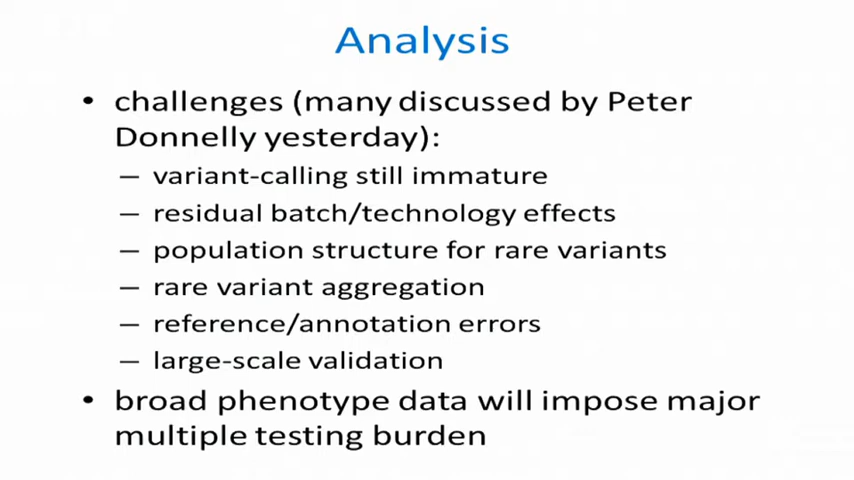 Analysis
• challenges (many discussed by Peter
Donnelly yesterday):
– variant-calling still immature
– residual batch/technology effects
– population structure for rare variants
– rare variant aggregation
– reference/annotation errors
– large-scale validation
• broad phenotype data will impose major
multiple testing burden